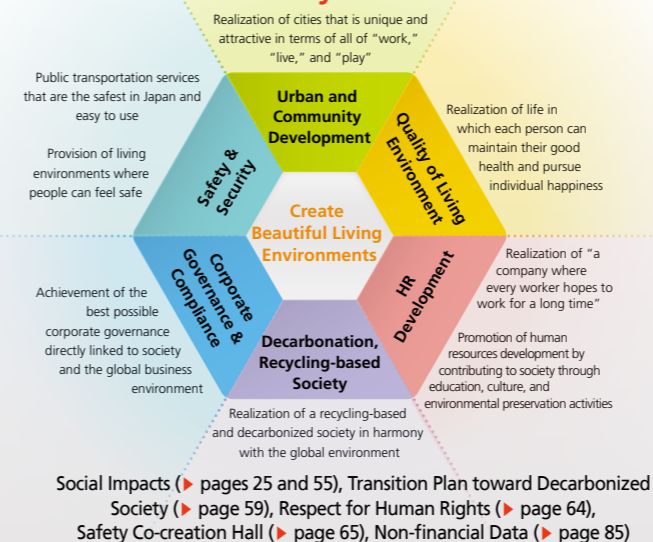 Realization of cities that is unique and
attractive in terms of all of "work,"
"live," and "play"
Urban and
Community
Development
Public transportation services
that are the safest in Japan and
easy to use
Provision of living
environments where
people can feel safe
Safety &
Security
Quality of Living
Environment
Realization of life in
which each person can
maintain their good
health and pursue
individual happiness
Create
Beautiful Living
Environments
Corporate
Governance &
Compliance
Achievement of the
best possible
corporate governance
directly linked to society
and the global business
environment
HR
Development
Realization of "a
company where
every worker hopes to
work for a long time"
Promotion of human
resources development by
contributing to society through
education, culture, and
environmental preservation activities
Decarbonation,
Recycling-based
Society
Realization of a recycling-based
and decarbonized society in harmony
with the global environment
Social Impacts (▶ pages 25 and 55), Transition Plan toward Decarbonized
Society (▶ page 59), Respect for Human Rights (▶ page 64),
Safety Co-creation Hall (▶ page 65), Non-financial Data (▶ page 85)